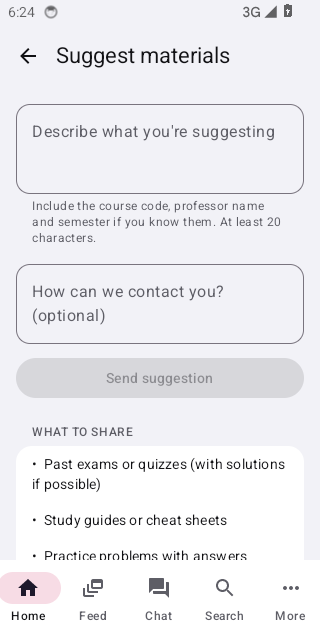 6:24
3G
Suggest materials
Describe what you're suggesting
Include the course code, professor name
and semester if you know them. At least 20
characters.
How can we contact you?
(optional)
Send suggestion
WHAT TO SHARE
• Past exams or quizzes (with solutions
if possible)
• Study guides or cheat sheets
• Practice problems with answers
Home
Feed
Chat
Search
More